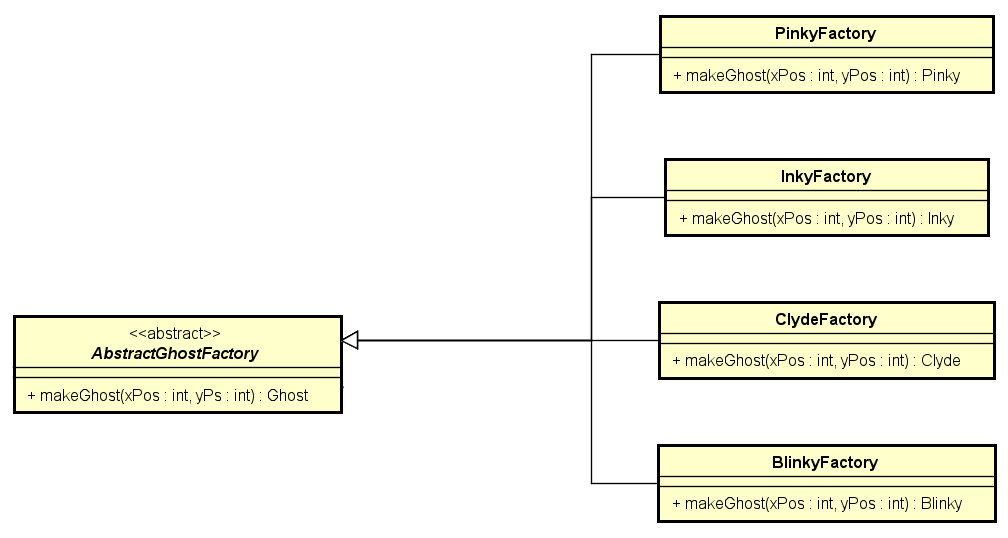 PinkyFactory
+ makeGhost(xPos : int, yPos : int) : Pinky
InkyFactory
+ makeGhost(xPos : int, yPos : int) : Inky
ClydeFactory
+ makeGhost(xPos : int, yPos : int) : Clyde
<<abstract>>
AbstractGhostFactory
+ makeGhost(xPos : int, yPs : int) : Ghost
BlinkyFactory
+ makeGhost(xPos : int, yPos : int) : Blinky